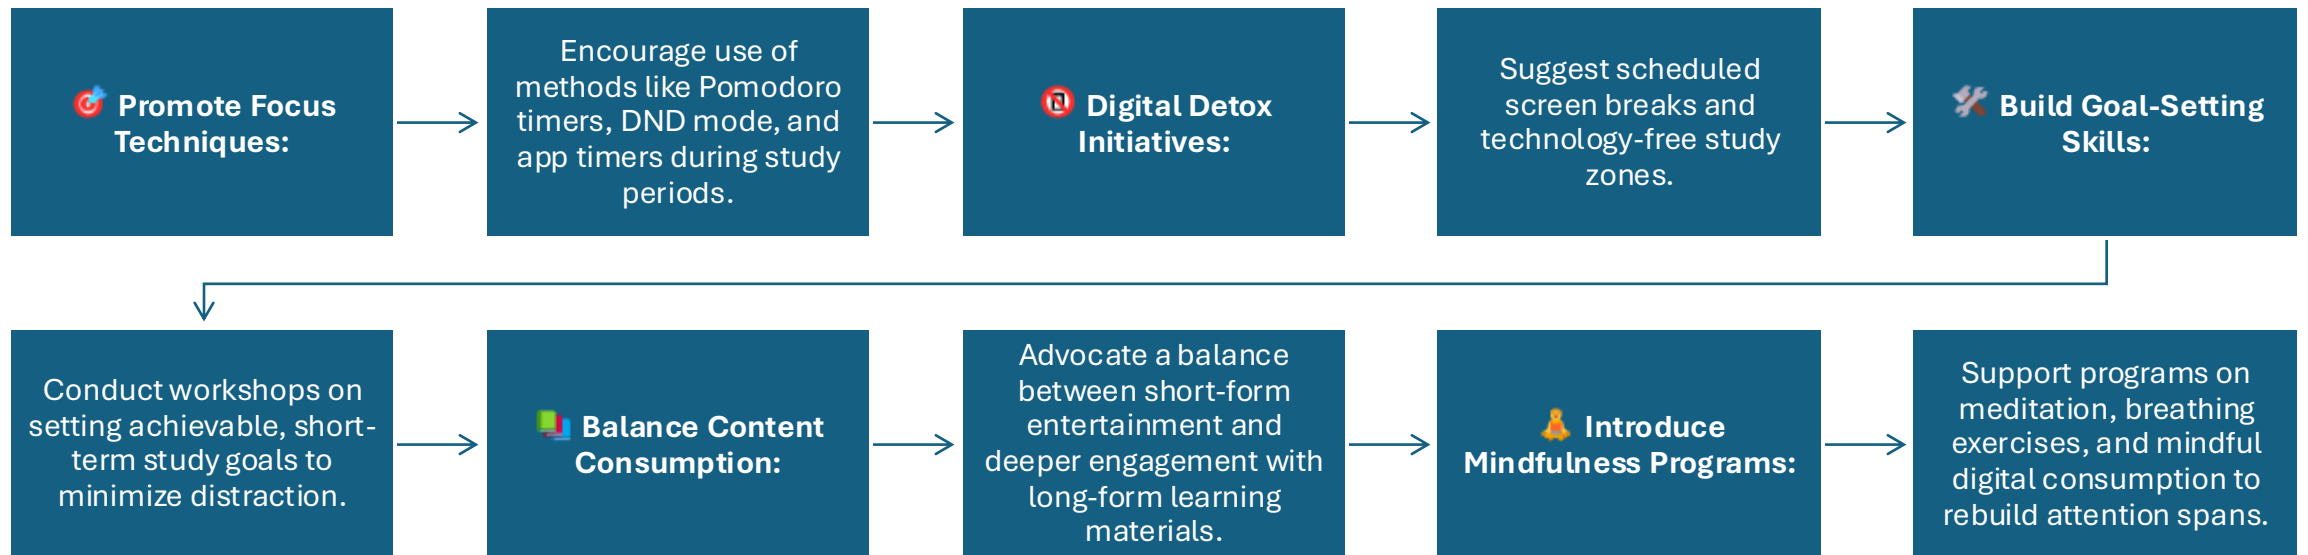 🎯 Promote Focus
Techniques:
Encourage use of
methods like Pomodoro
timers, DND mode, and
app timers during study
periods.
📵 Digital Detox
Initiatives:
Suggest scheduled
screen breaks and
technology-free study
zones.
🛠 Build Goal-Setting
Skills:
Conduct workshops on
setting achievable, short-
term study goals to
minimize distraction.
📚 Balance Content
Consumption:
Advocate a balance
between short-form
entertainment and
deeper engagement with
long-form learning
materials.
🧘 Introduce
Mindfulness Programs:
Support programs on
meditation, breathing
exercises, and mindful
digital consumption to
rebuild attention spans.